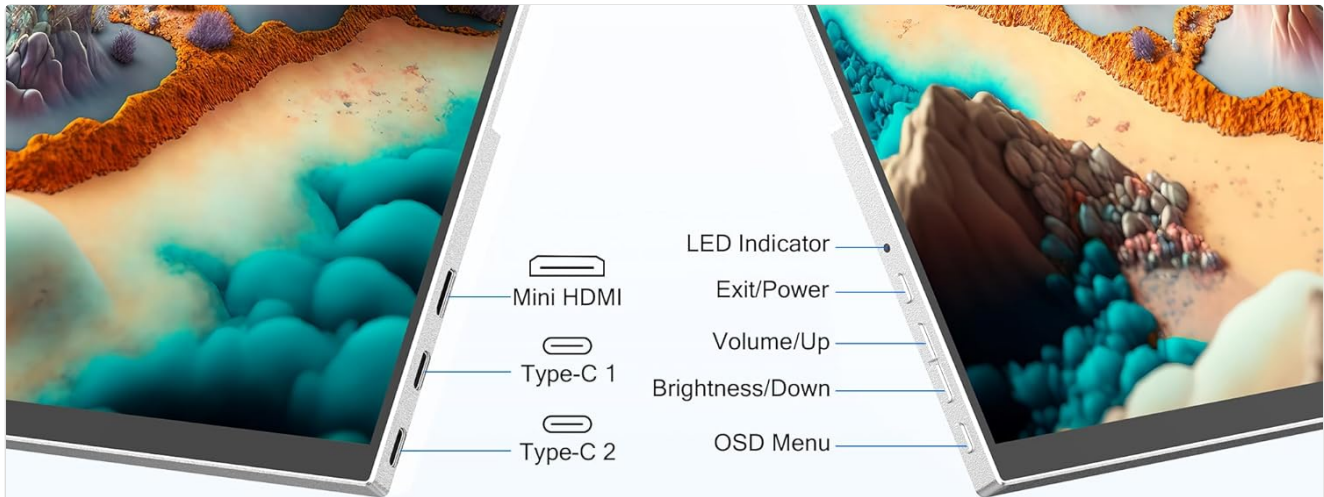 Mini HDMI
Type-C 1
Type-C 2
LED Indicator
Exit/Power
Volume/Up
Brightness/Down
OSD Menu